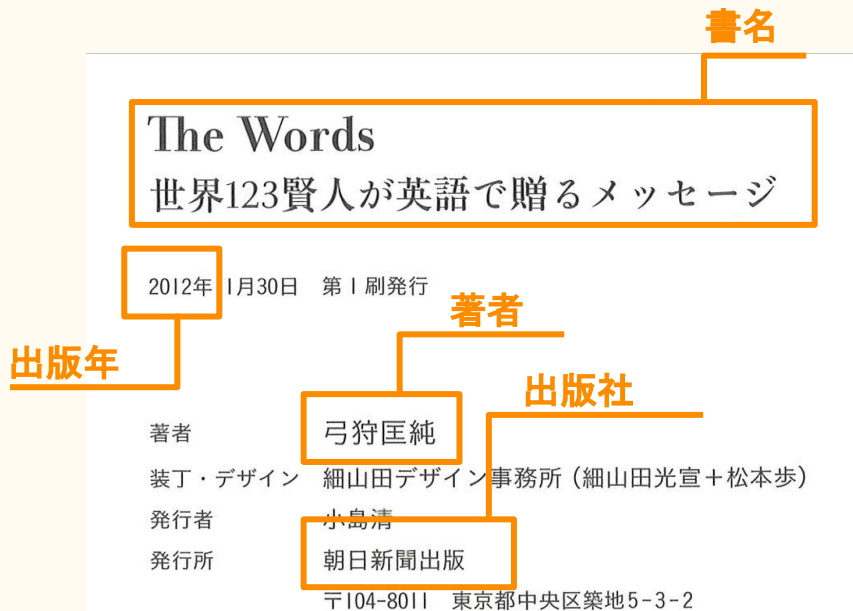 書名
The Words
世界123賢人が英語で贈るメッセージ
2012年 1月30日 第1刷発行
著者
出版年
出版社
著者 弓狩匡純
装丁・デザイン 細山田デザイン事務所（細山田光宣＋松本歩）
発行者 小島清
発行所 朝日新聞出版
〒104-8011 東京都中央区築地5-3-2